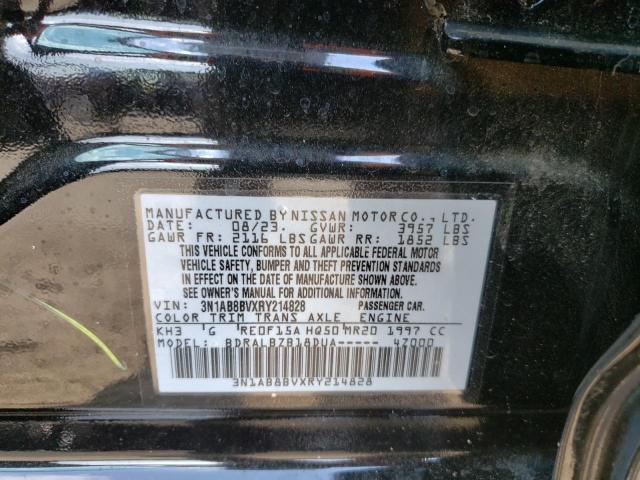 MANUFACTURED BY NISSAN MOTOR CO., LTD.
DATE: 08/23. GVWR: 3957 LBS
GAWR FR: 2116 LBS GAWR RR: 1852 LBS
THIS VEHICLE CONFORMS TO ALL APPLICABLE FEDERAL MOTOR
VEHICLE SAFETY, BUMPER AND THEFT PREVENTION STANDARDS
IN EFFECT ON THE DATE OF MANUFACTURE SHOWN ABOVE.
SEE OWNER'S MANUAL FOR ADDITIONAL INFORMATION
VIN: 3N1AB8BVXRY214828 PASSENGER CAR.
COLOR TRIM TRANS AXLE ENGINE
KH3 G RE0F15A HQ50 MR20 1997 CC
MODEL: BDRALBZB18DUA----- 47000
3N1AB8BVXRY214828